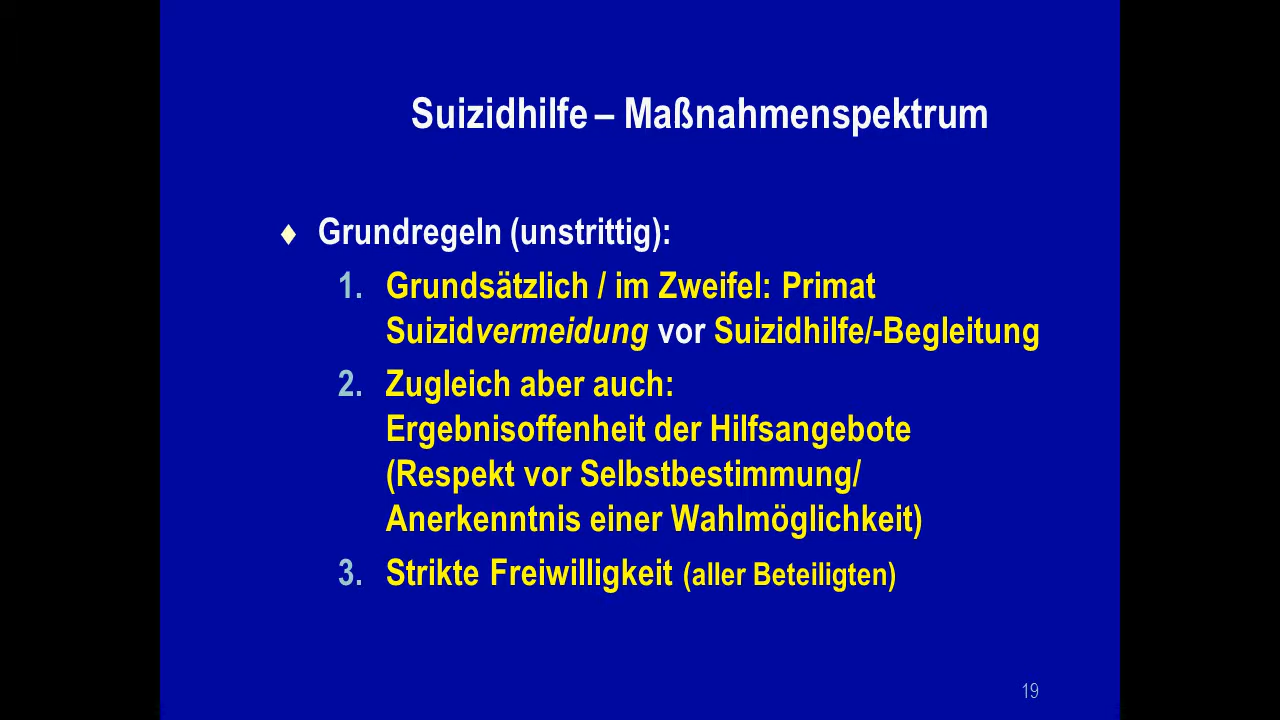 Suizidhilfe – Maßnahmenspektrum
♦ Grundregeln (unstrittig):
1. Grundsätzlich / im Zweifel: Primat
Suizidvermeidung vor Suizidhilfe/-Begleitung
2. Zugleich aber auch:
Ergebnisoffenheit der Hilfsangebote
(Respekt vor Selbstbestimmung/
Anerkenntnis einer Wahlmöglichkeit)
3. Strikte Freiwilligkeit (aller Beteiligten)
19